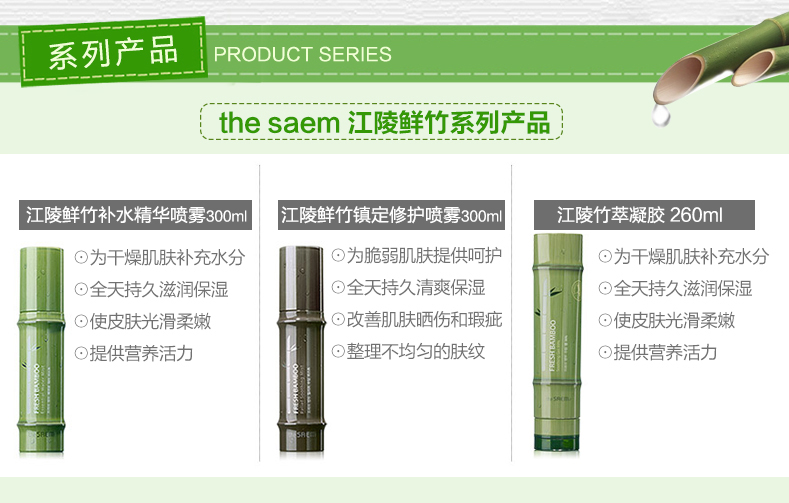 系列产品
PRODUCT SERIES
the saem 江陵鲜竹系列产品
江陵鲜竹补水精华喷雾300ml
⊙为干燥肌肤补充水分
⊙全天持久滋润保湿
⊙使皮肤光滑柔嫩
⊙提供营养活力
FRESH BAMBOO
江陵鲜竹镇定修护喷雾300ml
⊙为脆弱肌肤提供呵护
⊙全天持久清爽保湿
⊙改善肌肤晒伤和瑕疵
⊙整理不均匀的肤纹
FRESH BAMBOO
江陵竹萃凝胶 260ml
⊙为干燥肌肤补充水分
⊙全天持久滋润保湿
⊙使皮肤光滑柔嫩
⊙提供营养活力
FRESH BAMBOO